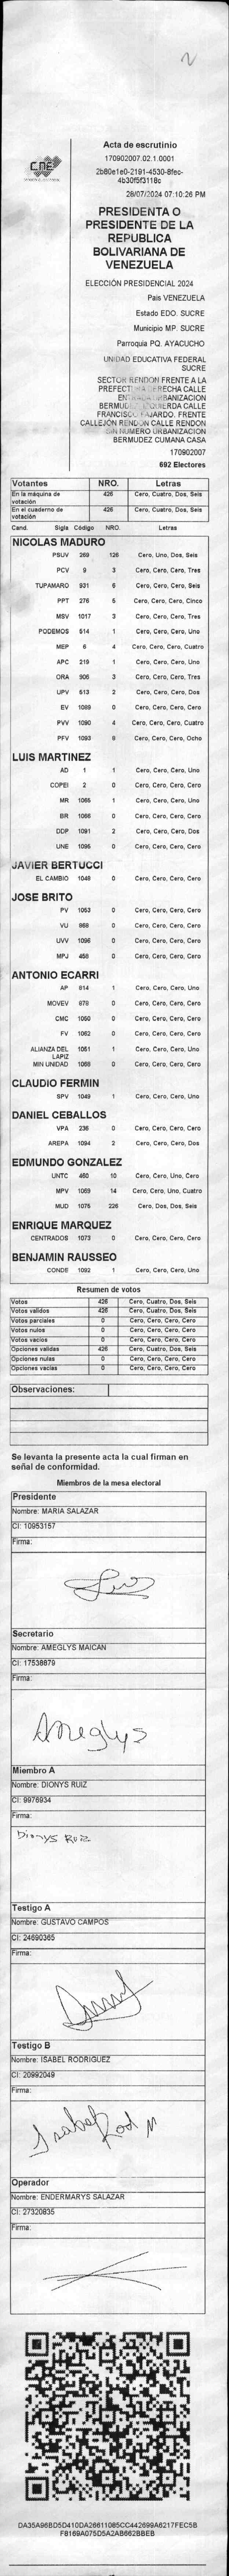 N
CNE
Acta de escrutinio
170902007.02.1.0001
2b80e1e0-2191-4530-8fec-
4b30f5f3118c
28/07/2024 07:10:26 PM
PRESIDENTA O
PRESIDENTE DE LA
REPUBLICA
BOLIVARIANA DE
VENEZUELA
ELECCIÓN PRESIDENCIAL 2024
País VENEZUELA
Estado EDO. SUCRE
Municipio MP. SUCRE
Parroquia PQ. AYACUCHO
UNIDAD EDUCATIVA FEDERAL
SUCRE
SECTOR RENDON FRENTE A LA
PREFECTURA DERECHA CALLE
ENTRADA URBANIZACION
BERMUDEZ IZQUIERDA CALLE
FRANCISCO FAJARDO. FRENTE
CALLEJÓN RENDON CALLE RENDON
SIN NUMERO URBANIZACION
BERMUDEZ CUMANA CASA
170902007
692 Electores
Votantes NRO. Letras
En la máquina de votación 426 Cero, Cuatro, Dos, Seis
En el cuaderno de votación 426 Cero, Cuatro, Dos, Seis
Cand. Sigla Código NRO. Letras
NICOLAS MADURO
PSUV 269 126 Cero, Uno, Dos, Seis
PCV 9 3 Cero, Cero, Cero, Tres
TUPAMARO 931 6 Cero, Cero, Cero, Seis
PPT 276 5 Cero, Cero, Cero, Cinco
MSV 1017 3 Cero, Cero, Cero, Tres
PODEMOS 514 1 Cero, Cero, Cero, Uno
MEP 6 4 Cero, Cero, Cero, Cuatro
APC 219 1 Cero, Cero, Cero, Uno
ORA 906 3 Cero, Cero, Cero, Tres
UPV 613 2 Cero, Cero, Cero, Dos
EV 1089 0 Cero, Cero, Cero, Cero
PVV 1090 4 Cero, Cero, Cero, Cuatro
PFV 1093 8 Cero, Cero, Cero, Ocho
LUIS MARTINEZ
AD 1 1 Cero, Cero, Cero, Uno
COPEI 2 0 Cero, Cero, Cero, Cero
MR 1065 1 Cero, Cero, Cero, Uno
BR 1066 0 Cero, Cero, Cero, Cero
DDP 1091 2 Cero, Cero, Cero, Dos
UNE 1095 0 Cero, Cero, Cero, Cero
JAVIER BERTUCCI
EL CAMBIO 1048 0 Cero, Cero, Cero, Cero
JOSE BRITO
PV 1053 0 Cero, Cero, Cero, Cero
VU 868 0 Cero, Cero, Cero, Cero
UVV 1096 0 Cero, Cero, Cero, Cero
MPJ 458 0 Cero, Cero, Cero, Cero
ANTONIO ECARRI
AP 814 1 Cero, Cero, Cero, Uno
MOVEV 879 0 Cero, Cero, Cero, Cero
CMC 1050 0 Cero, Cero, Cero, Cero
FV 1062 0 Cero, Cero, Cero, Cero
ALIANZA DEL LAPIZ 1051 1 Cero, Cero, Cero, Uno
MIN UNIDAD 1068 0 Cero, Cero, Cero, Cero
CLAUDIO FERMIN
SPV 1049 1 Cero, Cero, Cero, Uno
DANIEL CEBALLOS
VPA 236 0 Cero, Cero, Cero, Cero
AREPA 1094 2 Cero, Cero, Cero, Dos
EDMUNDO GONZALEZ
UNTC 460 10 Cero, Cero, Uno, Cero
MPV 1069 14 Cero, Cero, Uno, Cuatro
MUD 1075 226 Cero, Dos, Dos, Seis
ENRIQUE MARQUEZ
CENTRADOS 1073 0 Cero, Cero, Cero, Cero
BENJAMIN RAUSSEO
CONDE 1092 1 Cero, Cero, Cero, Uno
Resumen de votos
Votos 426 Cero, Cuatro, Dos, Seis
Votos validos 426 Cero, Cuatro, Dos, Seis
Votos parciales 0 Cero, Cero, Cero, Cero
Votos nulos 0 Cero, Cero, Cero, Cero
Votos vacios 0 Cero, Cero, Cero, Cero
Opciones validas 426 Cero, Cuatro, Dos, Seis
Opciones nulas 0 Cero, Cero, Cero, Cero
Opciones vacias 0 Cero, Cero, Cero, Cero
Observaciones:
Se levanta la presente acta la cual firman en
señal de conformidad.
Miembros de la mesa electoral
Presidente
Nombre: MARIA SALAZAR
CI: 10953157
Firma:
Secretario
Nombre: AMEGLYS MAICAN
CI: 17538879
Firma:
Ameglys
Miembro A
Nombre: DIONYS RUIZ
CI: 9976934
Firma:
Dionys Ruiz
Testigo A
Nombre: GUSTAVO CAMPOS
CI: 24690365
Firma:
Testigo B
Nombre: ISABEL RODRIGUEZ
CI: 20992049
Firma:
Isabel Rod
Operador
Nombre: ENDERMARYS SALAZAR
CI: 27320835
Firma:
DA35A96BD5D410DA26611085CC442699A6217FEC5B
F8169A075D5A2AB662BBEB